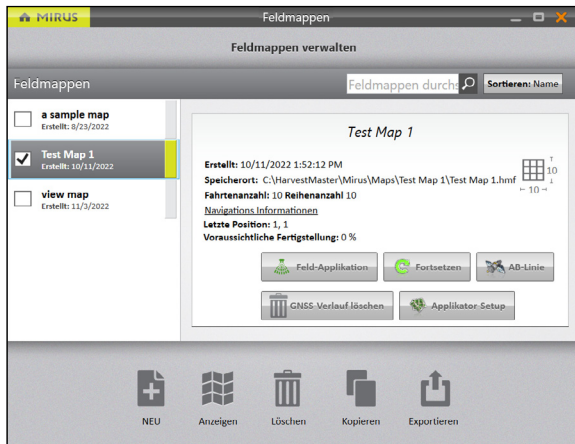 MIRUS
Feldmappen
Feldmappen verwalten
Feldmappen
Feldmappen durchs
Sortieren: Name
a sample map
Erstellt: 8/23/2022
Test Map 1
Erstellt: 10/11/2022
view map
Erstellt: 11/3/2022
Test Map 1
Erstellt: 10/11/2022 1:52:12 PM
Speicherort: C:\HarvestMaster\Mirus\Maps\Test Map 1\Test Map 1.hmf
Fahrtenanzahl: 10 Reihenanzahl 10
10
10
Navigations Informationen
Letzte Position: 1, 1
Voraussichtliche Fertigstellung: 0 %
Feld-Applikation
Fortsetzen
AB-Linie
GNSS Verlauf löschen
Applikator Setup
NEU
Anzeigen
Löschen
Kopieren
Exportieren